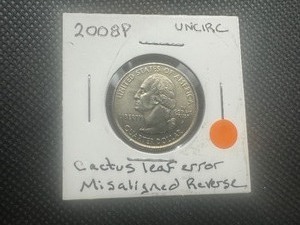 2008P UNCIRC
UNITED STATES OF AMERICA
LIBERTY
QUARTER DOLLAR
Cactus leaf error
Misaligned Reverse